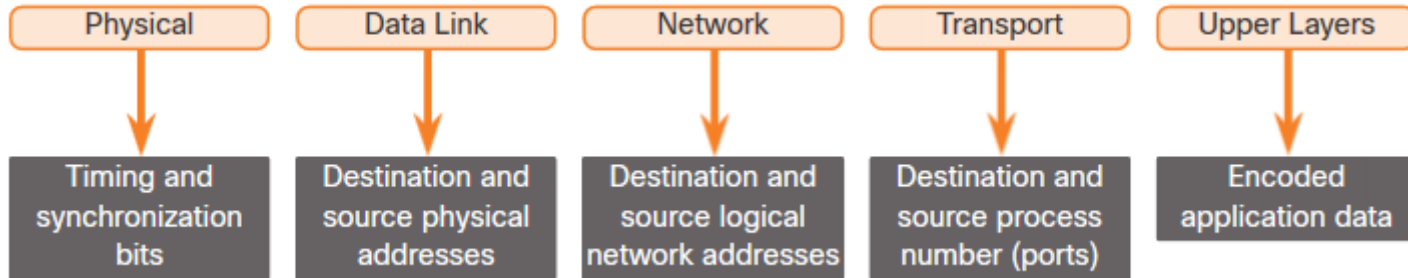 Physical
Data Link
Network
Transport
Upper Layers
Timing and
synchronization
bits
Destination and
source physical
addresses
Destination and
source logical
network addresses
Destination and
source process
number (ports)
Encoded
application data